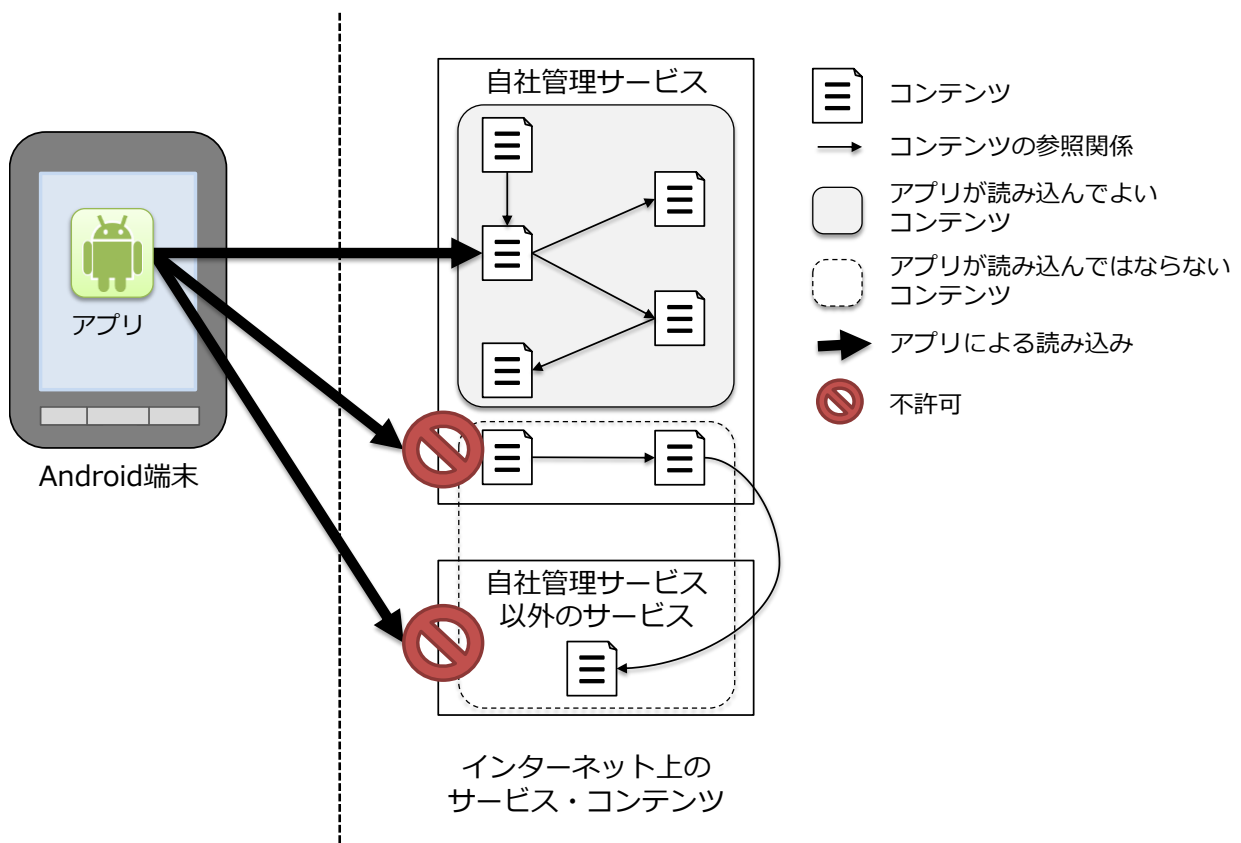 自社管理サービス
アプリ
Android端末
自社管理サービス
以外のサービス
インターネット上の
サービス・コンテンツ
コンテンツ
コンテンツの参照関係
アプリが読み込んでよい
コンテンツ
アプリが読み込んではならない
コンテンツ
アプリによる読み込み
不許可